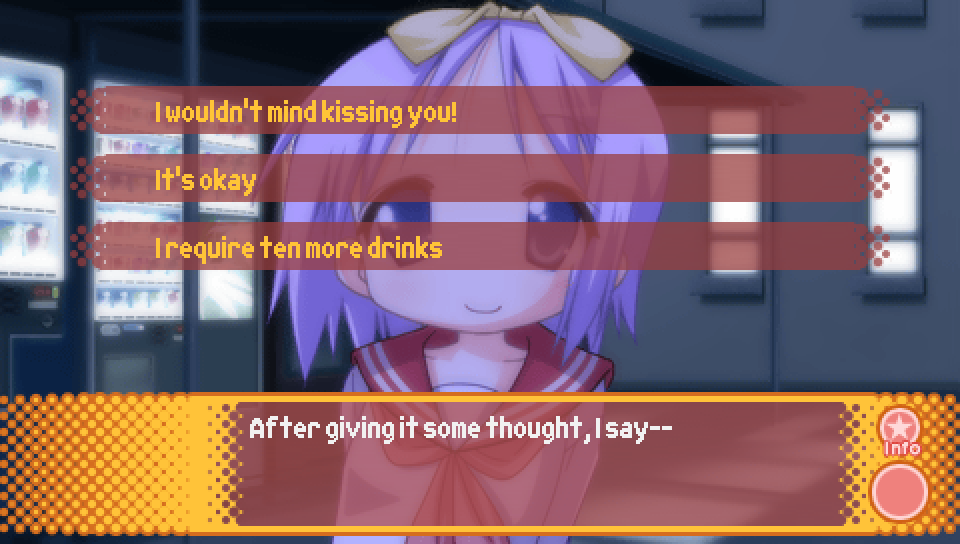 I wouldn't mind kissing you!
It's okay
I require ten more drinks
After giving it some thought, I say--
Info